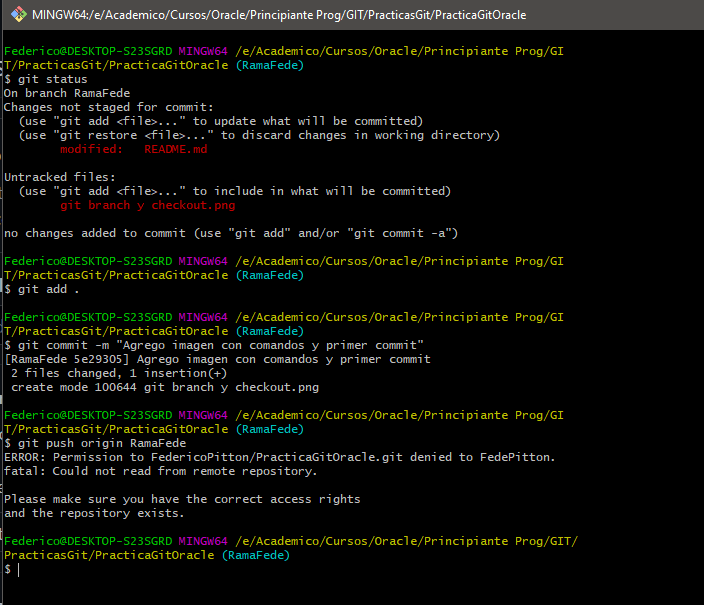 MINGW64:/e/Academico/Cursos/Oracle/Principiante Prog/GIT/PracticasGit/PracticaGitOracle
Federico@DESKTOP-S23SGRD MINGW64 /e/Academico/Cursos/Oracle/Principiante Prog/GI
T/PracticasGit/PracticaGitOracle (RamaFede)
$ git status
On branch RamaFede
Changes not staged for commit:
  (use "git add <file>..." to update what will be committed)
  (use "git restore <file>..." to discard changes in working directory)
        modified:   README.md
Untracked files:
  (use "git add <file>..." to include in what will be committed)
        git branch y checkout.png
no changes added to commit (use "git add" and/or "git commit -a")
Federico@DESKTOP-S23SGRD MINGW64 /e/Academico/Cursos/Oracle/Principiante Prog/GI
T/PracticasGit/PracticaGitOracle (RamaFede)
$ git add .
Federico@DESKTOP-S23SGRD MINGW64 /e/Academico/Cursos/Oracle/Principiante Prog/GI
T/PracticasGit/PracticaGitOracle (RamaFede)
$ git commit -m "Agrego imagen con comandos y primer commit"
[RamaFede 5e29305] Agrego imagen con comandos y primer commit
 2 files changed, 1 insertion(+)
 create mode 100644 git branch y checkout.png
Federico@DESKTOP-S23SGRD MINGW64 /e/Academico/Cursos/Oracle/Principiante Prog/GI
T/PracticasGit/PracticaGitOracle (RamaFede)
$ git push origin RamaFede
ERROR: Permission to FedericoPitton/PracticaGitOracle.git denied to FedePitton.
fatal: Could not read from remote repository.
Please make sure you have the correct access rights
and the repository exists.
Federico@DESKTOP-S23SGRD MINGW64 /e/Academico/Cursos/Oracle/Principiante Prog/GIT/
PracticasGit/PracticaGitOracle (RamaFede)
$